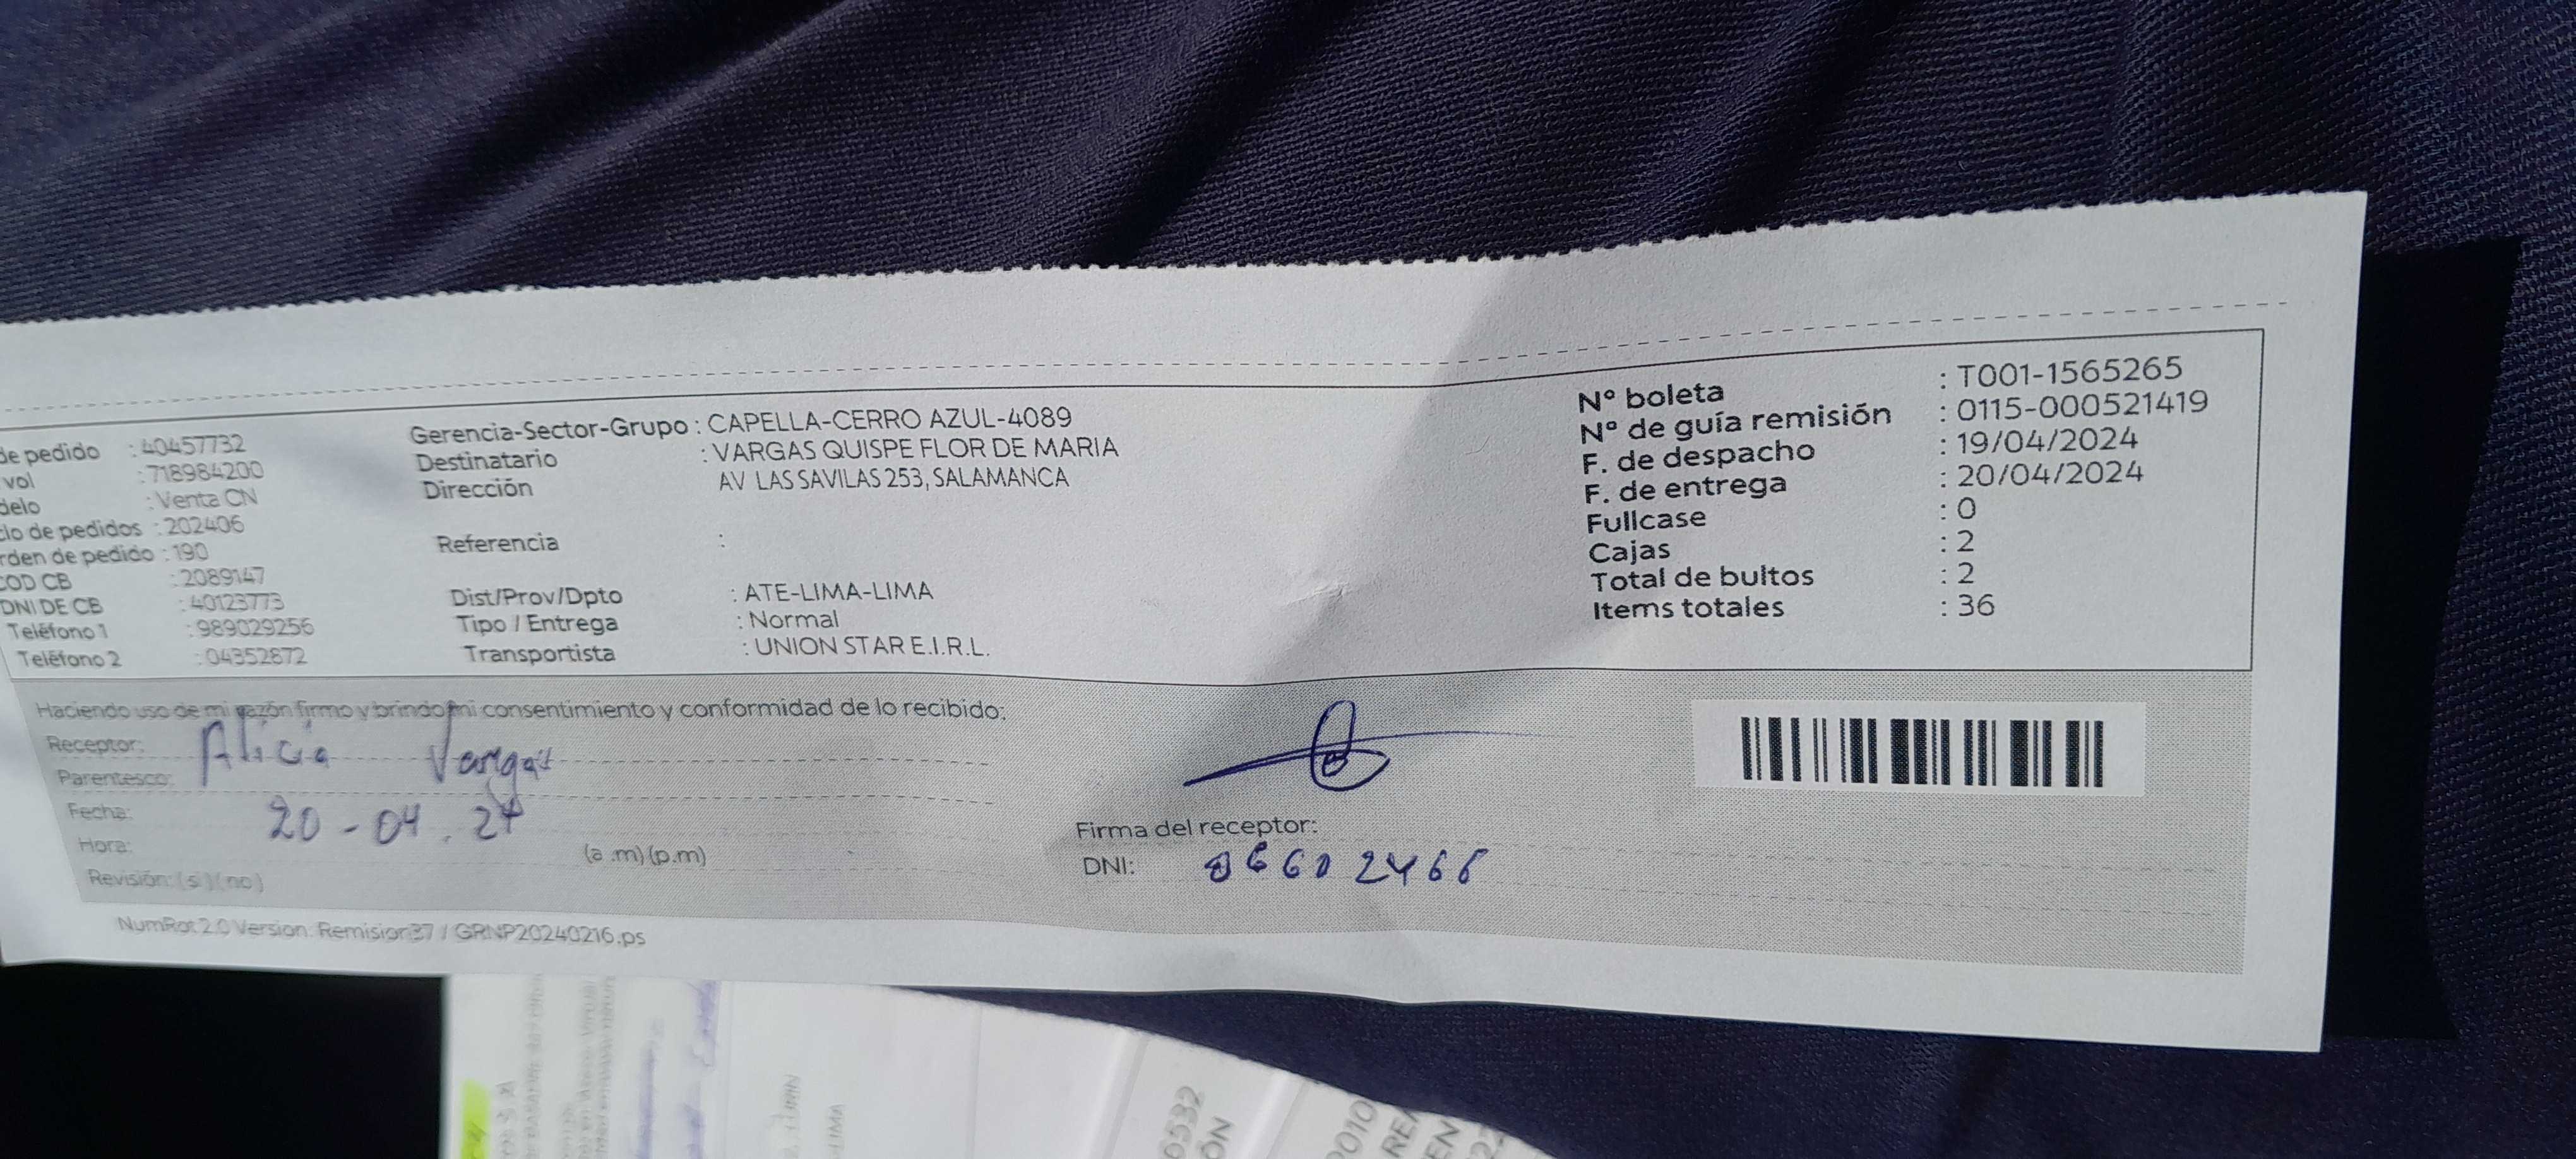 de pedido : 40457732
vol : 718984200
delo : Venta CN
clo de pedidos : 202406
rden de pedido : 190
COD CB : 2089147
DNI DE CB : 40123773
Teléfono 1 : 989029256
Teléfono 2 : 04352872
Gerencia-Sector-Grupo : CAPELLA-CERRO AZUL-4089
Destinatario : VARGAS QUISPE FLOR DE MARIA
Dirección AV LAS SAVILAS 253, SALAMANCA
Referencia :
Dist/Prov/Dpto : ATE-LIMA-LIMA
Tipo / Entrega : Normal
Transportista : UNION STAR E.I.R.L.
Nº boleta : T001-1565265
Nº de guía remisión : 0115-000521419
F. de despacho : 19/04/2024
F. de entrega : 20/04/2024
Fullcase : 0
Cajas : 2
Total de bultos : 2
Items totales : 36
Haciendo uso de mi razón firmo y brindo mi consentimiento y conformidad de lo recibido:
Receptor: Alicia Vargas
Parentesco:
Fecha: 20-04.24
Hora: (a .m) (p.m)
Revisión: (si) (no)
Firma del receptor:
DNI: 06602466
NumRot 2.0 Version: Remision37 / GRNP20240216.ps
LIMA
0532
ÓN